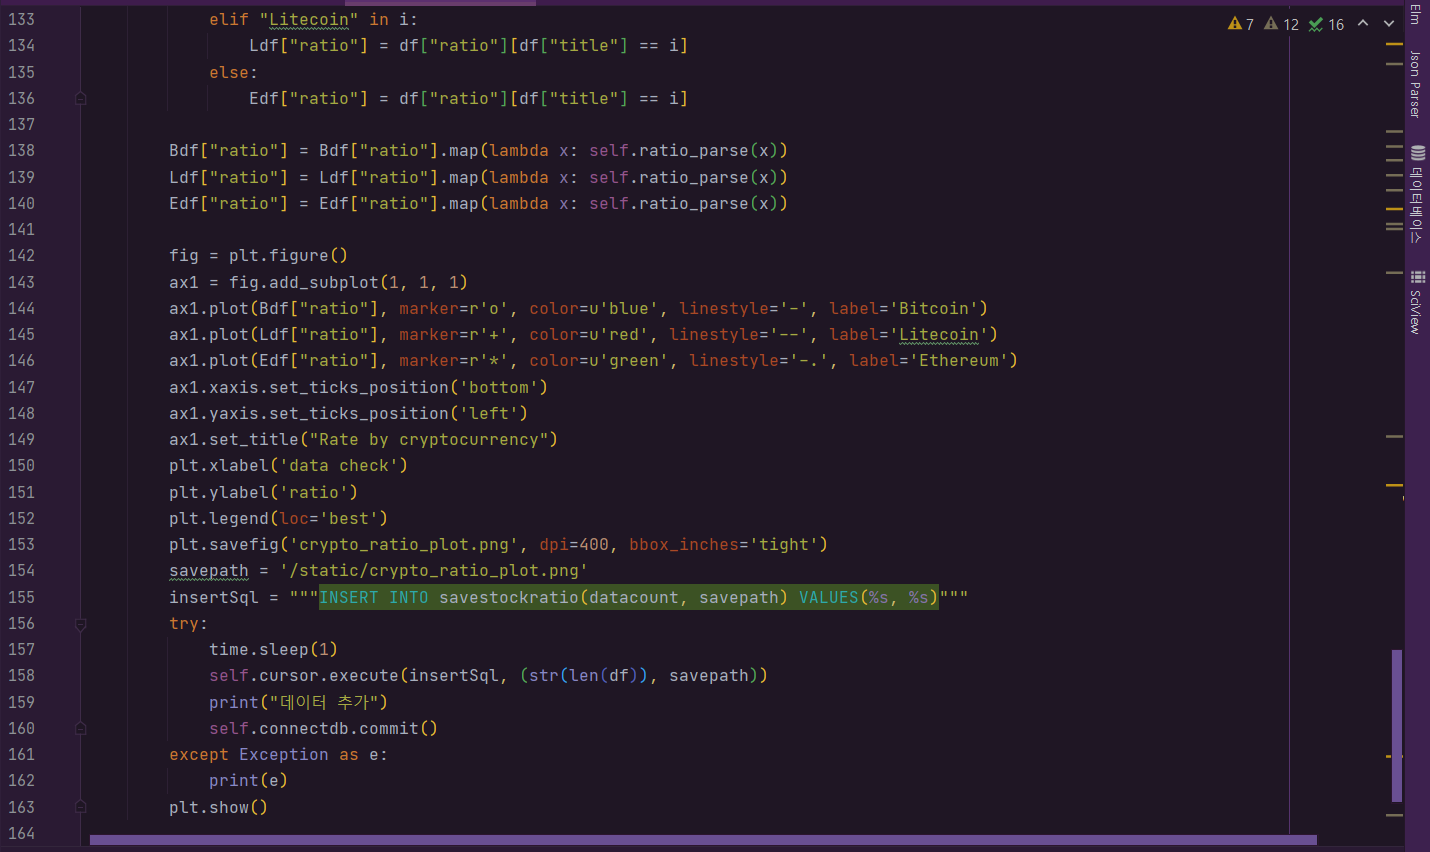 7 12 16
133 elif "Litecoin" in i:
134 Ldf["ratio"] = df["ratio"][df["title"] == i]
135 else:
136 Edf["ratio"] = df["ratio"][df["title"] == i]
137
138 Bdf["ratio"] = Bdf["ratio"].map(lambda x: self.ratio_parse(x))
139 Ldf["ratio"] = Ldf["ratio"].map(lambda x: self.ratio_parse(x))
140 Edf["ratio"] = Edf["ratio"].map(lambda x: self.ratio_parse(x))
141
142 fig = plt.figure()
143 ax1 = fig.add_subplot(1, 1, 1)
144 ax1.plot(Bdf["ratio"], marker=r'o', color=u'blue', linestyle='-', label='Bitcoin')
145 ax1.plot(Ldf["ratio"], marker=r'+', color=u'red', linestyle='--', label='Litecoin')
146 ax1.plot(Edf["ratio"], marker=r'*', color=u'green', linestyle='-.', label='Ethereum')
147 ax1.xaxis.set_ticks_position('bottom')
148 ax1.yaxis.set_ticks_position('left')
149 ax1.set_title("Rate by cryptocurrency")
150 plt.xlabel('data check')
151 plt.ylabel('ratio')
152 plt.legend(loc='best')
153 plt.savefig('crypto_ratio_plot.png', dpi=400, bbox_inches='tight')
154 savepath = '/static/crypto_ratio_plot.png'
155 insertSql = """INSERT INTO savestockratio(datacount, savepath) VALUES(%s, %s)"""
156 try:
157 time.sleep(1)
158 self.cursor.execute(insertSql, (str(len(df)), savepath))
159 print("데이터 추가")
160 self.connectdb.commit()
161 except Exception as e:
162 print(e)
163 plt.show()
164
Elm
Json Parser
데이터베이스
SciView